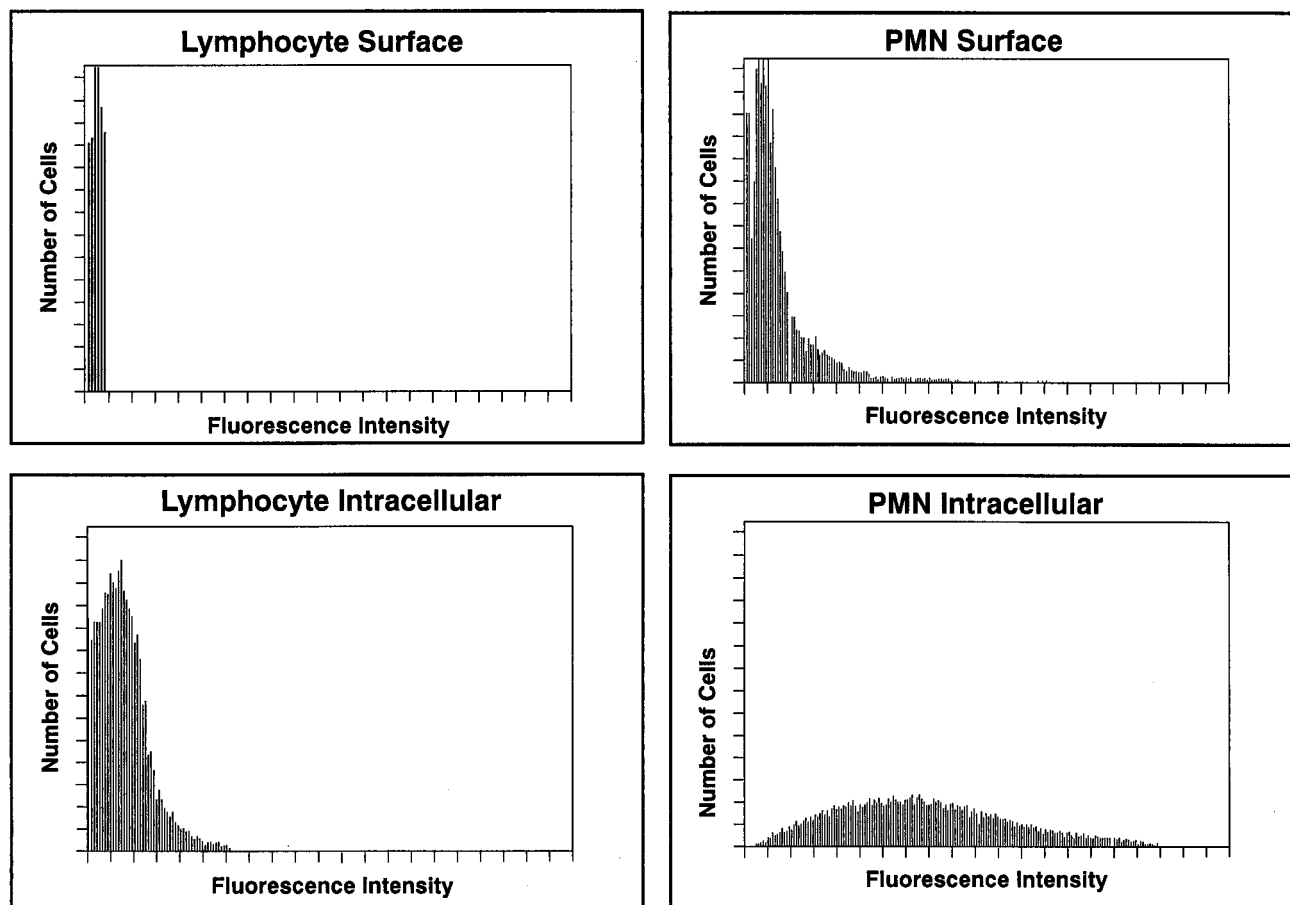 Lymphocyte Surface
Number of Cells
Fluorescence Intensity
PMN Surface
Number of Cells
Fluorescence Intensity
Lymphocyte Intracellular
Number of Cells
Fluorescence Intensity
PMN Intracellular
Number of Cells
Fluorescence Intensity